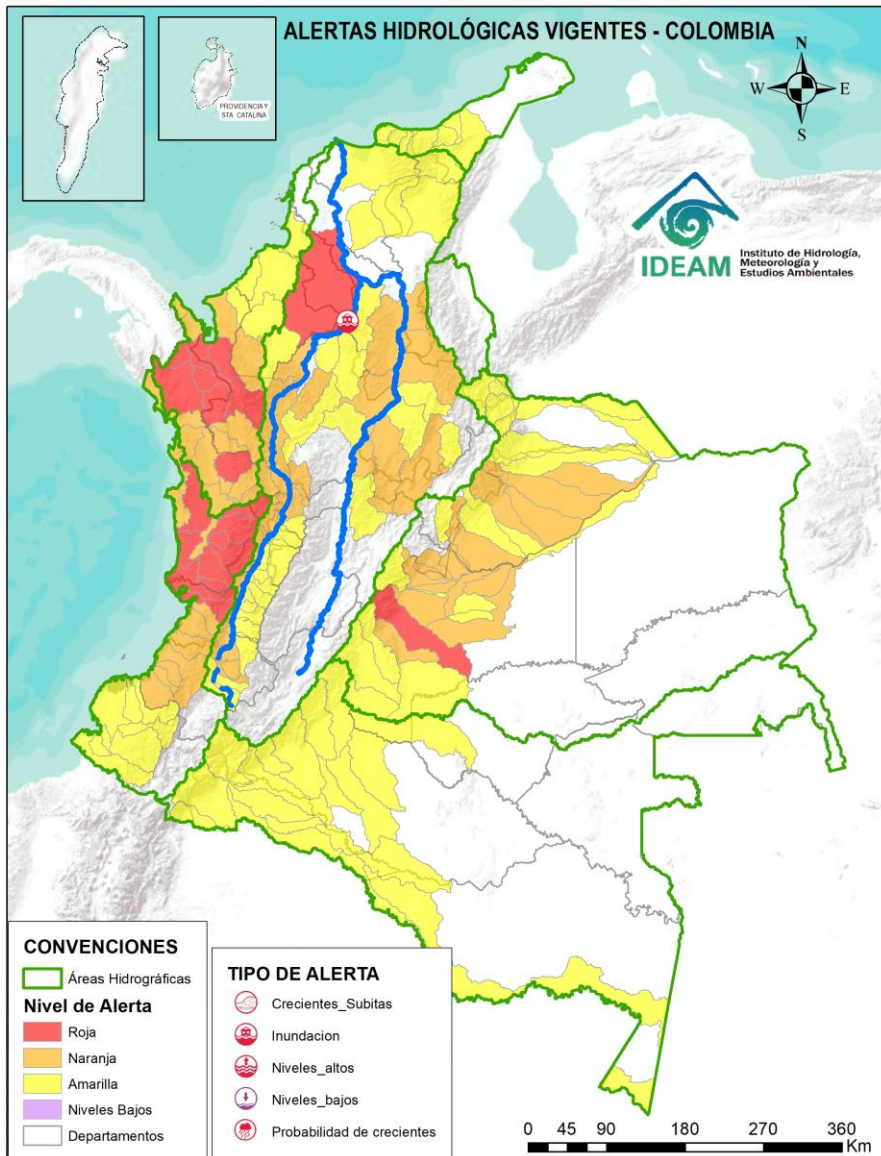 ALERTAS HIDROLÓGICAS VIGENTES - COLOMBIA
PROVIDENCIA Y
STA. CATALINA
N
W
E
S
IDEAM
Instituto de Hidrología,
Meteorología y
Estudios Ambientales
CONVENCIONES
Áreas Hidrográficas
Nivel de Alerta
Roja
Naranja
Amarilla
Niveles Bajos
Departamentos
TIPO DE ALERTA
Crecientes_Subitas
Inundacion
Niveles_altos
Niveles_bajos
Probabilidad de crecientes
0 45 90 180 270 360
Km